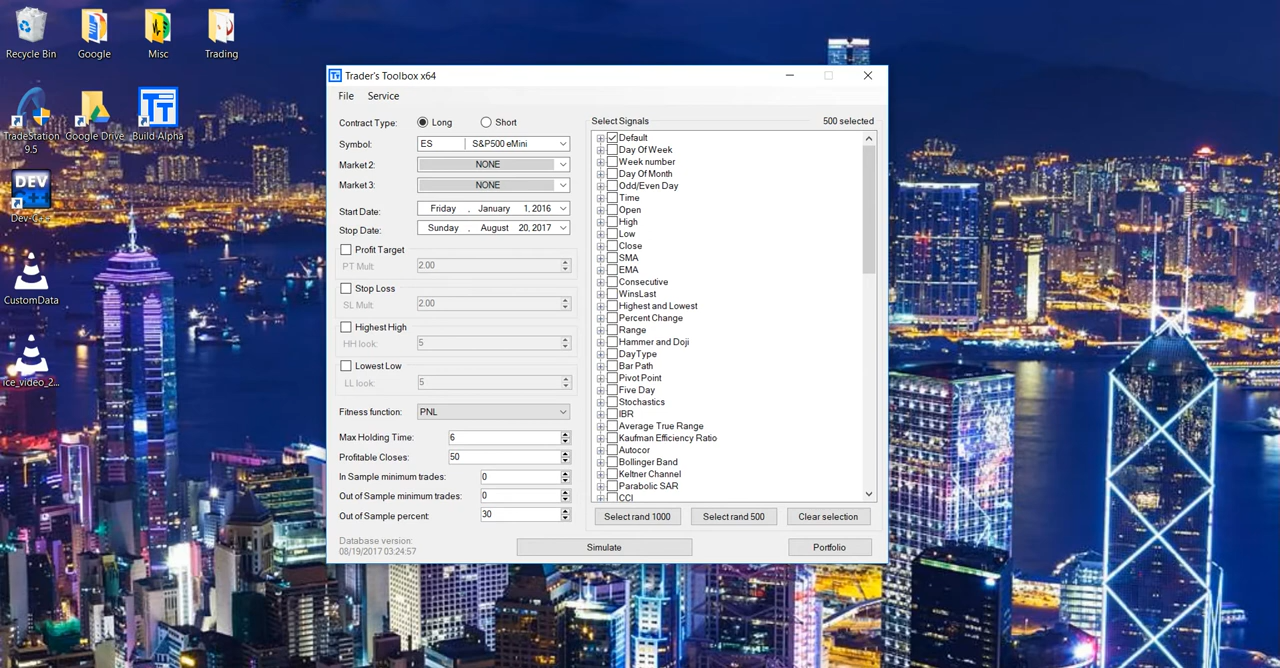 Recycle Bin
Google
Misc
Trading
TradeStation
9.5
Google Drive
TT
Build Alpha
DEV
C++
Dev-C++
CustomData
ice_video_2...
TT Trader's Toolbox x64
File Service
Contract Type: Long Short
Symbol: ES S&P500 eMini
Market 2: NONE
Market 3: NONE
Start Date: Friday , January 1, 2016
Stop Date: Sunday , August 20, 2017
Profit Target
PT Mult: 2.00
Stop Loss
SL Mult: 2.00
Highest High
HH look: 5
Lowest Low
LL look: 5
Fitness function: PNL
Max Holding Time: 6
Profitable Closes: 50
In Sample minimum trades: 0
Out of Sample minimum trades: 0
Out of Sample percent: 30
Database version:
08/19/2017 03:24:57
Simulate
Select Signals 500 selected
Default
Day Of Week
Week number
Day Of Month
Odd/Even Day
Time
Open
High
Low
Close
SMA
EMA
Consecutive
WinsLast
Highest and Lowest
Percent Change
Range
Hammer and Doji
DayType
Bar Path
Pivot Point
Five Day
Stochastics
IBR
Average True Range
Kaufman Efficiency Ratio
Autocor
Bollinger Band
Keltner Channel
Parabolic SAR
CCI
Select rand 1000 Select rand 500 Clear selection
Portfolio